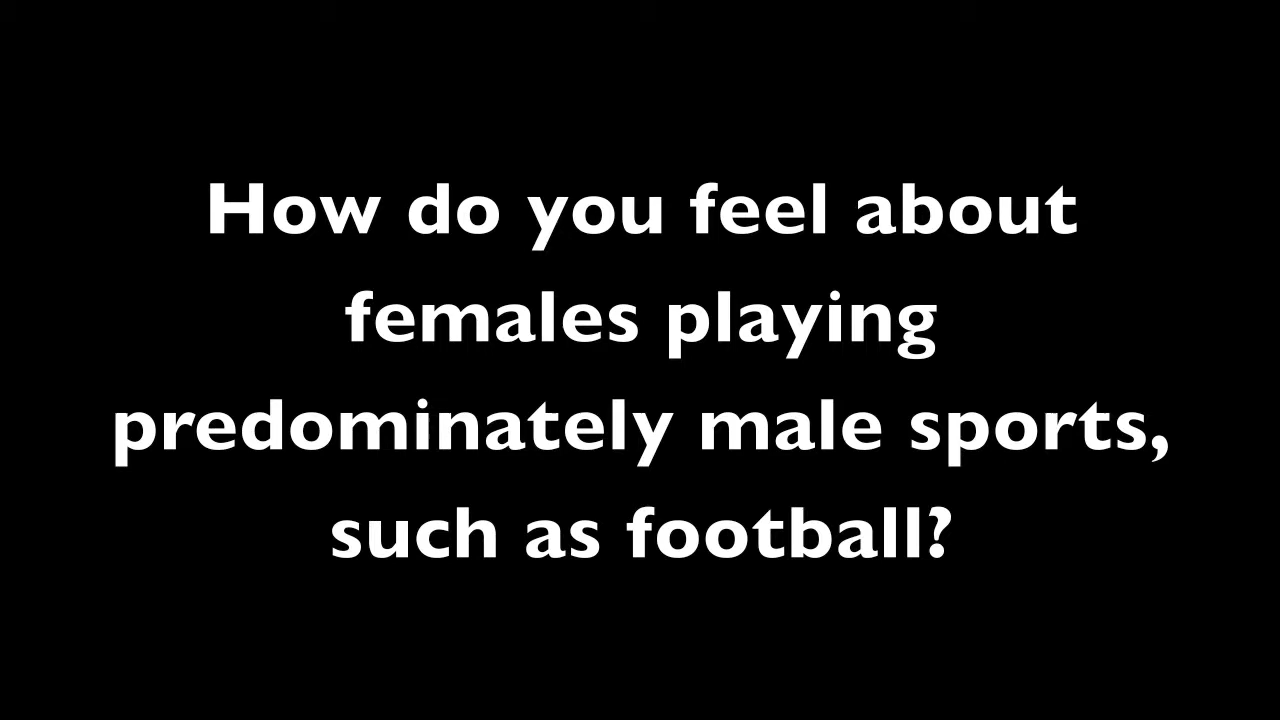 How do you feel about
females playing
predominately male sports,
such as football?